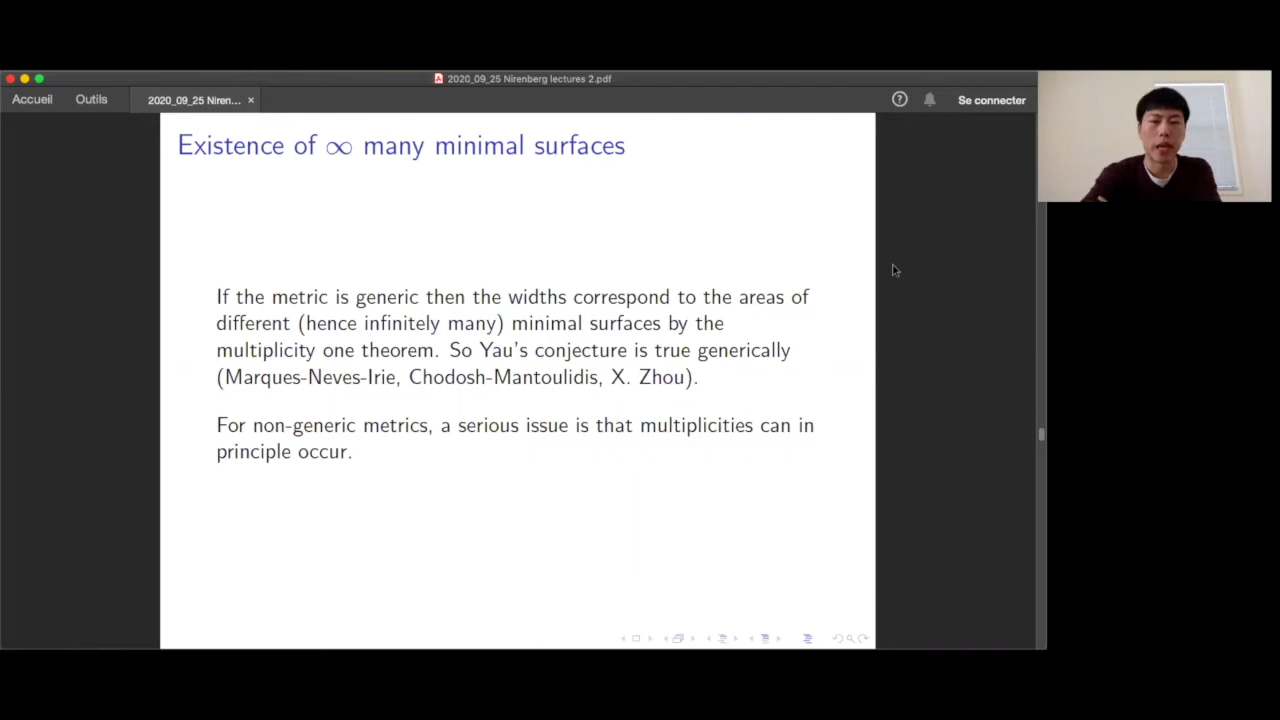 2020_09_25 Nirenberg lectures 2.pdf
Accueil Outils 2020_09_25 Niren... × Se connecter
Existence of ∞ many minimal surfaces
If the metric is generic then the widths correspond to the areas of
different (hence infinitely many) minimal surfaces by the
multiplicity one theorem. So Yau's conjecture is true generically
(Marques-Neves-Irie, Chodosh-Mantoulidis, X. Zhou).
For non-generic metrics, a serious issue is that multiplicities can in
principle occur.